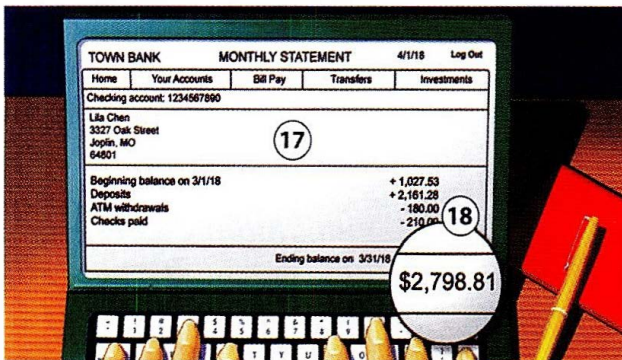 TOWN BANK MONTHLY STATEMENT 4/1/18 Log Out
Home Your Accounts Bill Pay Transfers Investments
Checking account: 1234567890
Lila Chen
3327 Oak Street
Joplin, MO
64801
17
Beginning balance on 3/1/18 + 1,027.53
Deposits + 2,161.28
ATM withdrawals - 180.00
Checks paid - 210.00
18
Ending balance on 3/31/18
$2,798.81
T Y U O